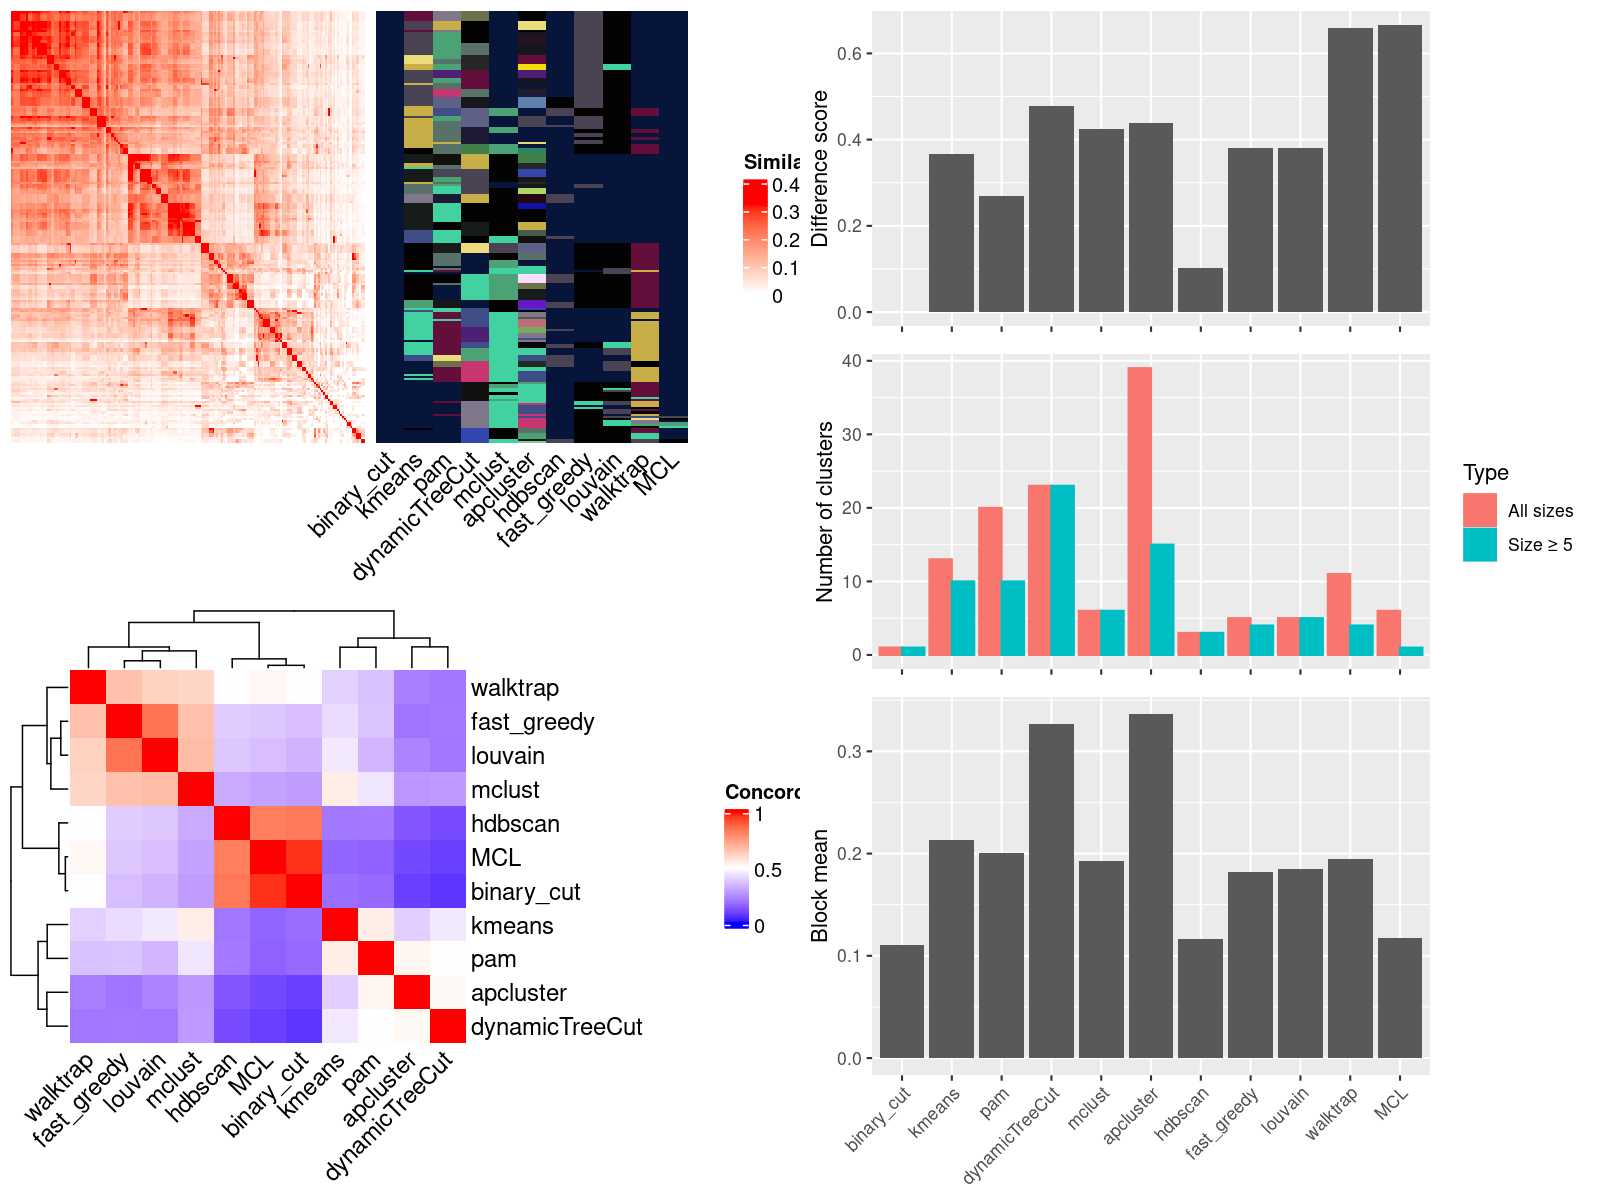 Simila
0.4
0.3
0.2
0.1
0
binary_cut
kmeans
pam
dynamicTreeCut
mclust
apcluster
hdbscan
fast_greedy
louvain
walktrap
MCL
Difference score
0.6
0.4
0.2
0.0
Number of clusters
40
30
20
10
0
Type
All sizes
Size ≥ 5
walktrap
fast_greedy
louvain
mclust
hdbscan
MCL
binary_cut
kmeans
pam
apcluster
dynamicTreeCut
walktrap
fast_greedy
louvain
mclust
hdbscan
MCL
binary_cut
kmeans
pam
apcluster
dynamicTreeCut
Concord
1
0.5
0
Block mean
0.3
0.2
0.1
0.0
binary_cut
kmeans
pam
dynamicTreeCut
mclust
apcluster
hdbscan
fast_greedy
louvain
walktrap
MCL